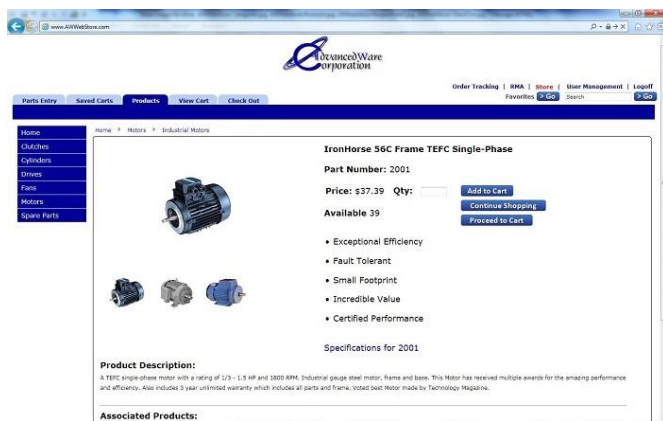 www.AWWebStore.com
AdvancedWare
Corporation
Order Tracking | RMA | Store | User Management | Logoff
Favorites > Go Search > Go
Parts Entry Saved Carts Products View Cart Check Out
Home
Clutches
Cylinders
Drives
Fans
Motors
Spare Parts
Home > Motors > Industrial Motors
IronHorse 56C Frame TEFC Single-Phase
Part Number: 2001
Price: $37.39 Qty: Add to Cart
Continue Shopping
Available 39
Proceed to Cart
• Exceptional Efficiency
• Fault Tolerant
• Small Footprint
• Incredible Value
• Certified Performance
Specifications for 2001
Product Description:
A TEFC single-phase motor with a rating of 1/3 - 1.5 HP and 1800 RPM. Industrial gauge steel motor, frame and base. This Motor has received multiple awards for the amazing performance
and efficiency. Also includes 3 year unlimited warranty which includes all parts and frame. Voted best Motor made by Technology Magazine.
Associated Products: